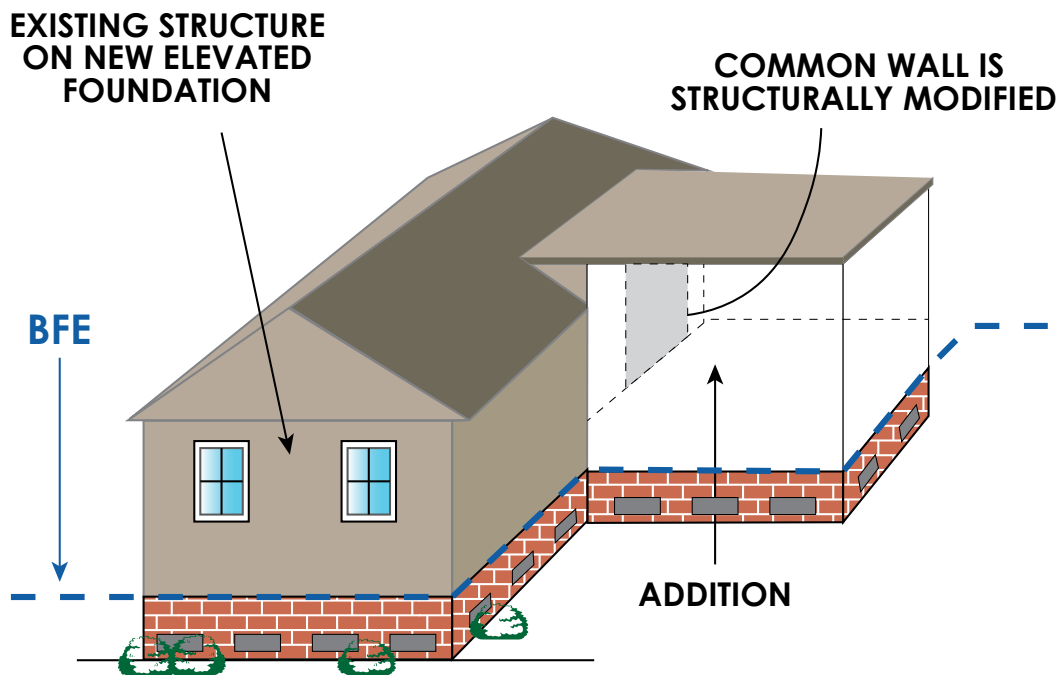 EXISTING STRUCTURE
ON NEW ELEVATED
FOUNDATION
COMMON WALL IS
STRUCTURALLY MODIFIED
BFE
ADDITION